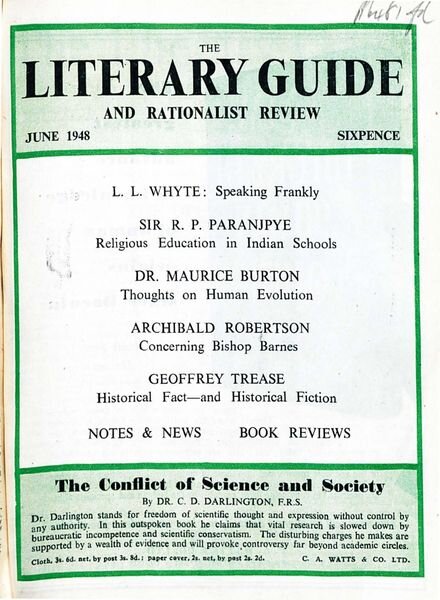 THE
LITERARY GUIDE
AND RATIONALIST REVIEW
JUNE 1948 SIXPENCE
L. L. WHYTE: Speaking Frankly
SIR R. P. PARANJPYE
Religious Education in Indian Schools
DR. MAURICE BURTON
Thoughts on Human Evolution
ARCHIBALD ROBERTSON
Concerning Bishop Barnes
GEOFFREY TREASE
Historical Fact—and Historical Fiction
NOTES & NEWS BOOK REVIEWS
The Conflict of Science and Society
By DR. C. D. DARLINGTON, F.R.S.
Dr. Darlington stands for freedom of scientific thought and expression without control by
any authority. In this outspoken book he claims that vital research is slowed down by
bureaucratic incompetence and scientific conservatism. The disturbing charges he makes are
supported by a wealth of evidence and will provoke controversy far beyond academic circles.
Cloth, 3s. 6d. net, by post 3s. 8d.; paper cover, 2s. net, by post 2s. 2d. C. A. WATTS & CO. LTD.